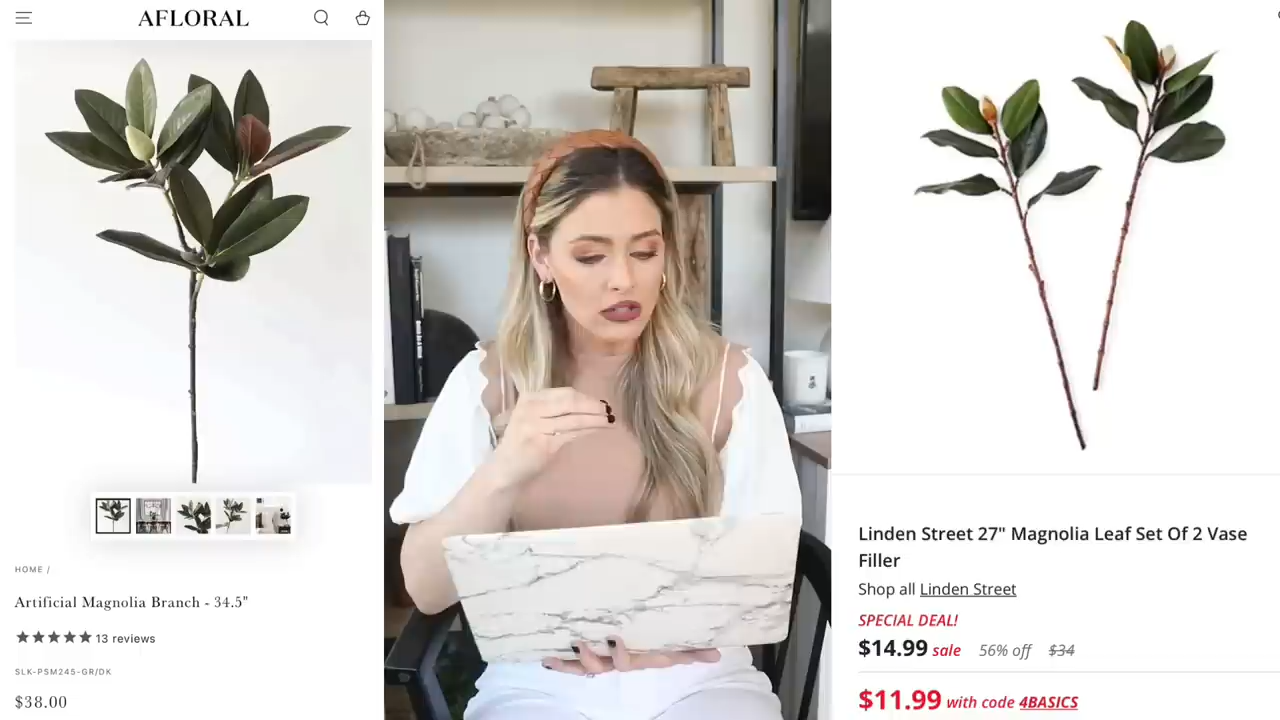 AFLORAL
HOME /
Artificial Magnolia Branch - 34.5"
13 reviews
SLK-PSM245-GR/DK
$38.00
Linden Street 27" Magnolia Leaf Set Of 2 Vase
Filler
Shop all Linden Street
SPECIAL DEAL!
$14.99 sale 56% off $34
$11.99 with code 4BASICS